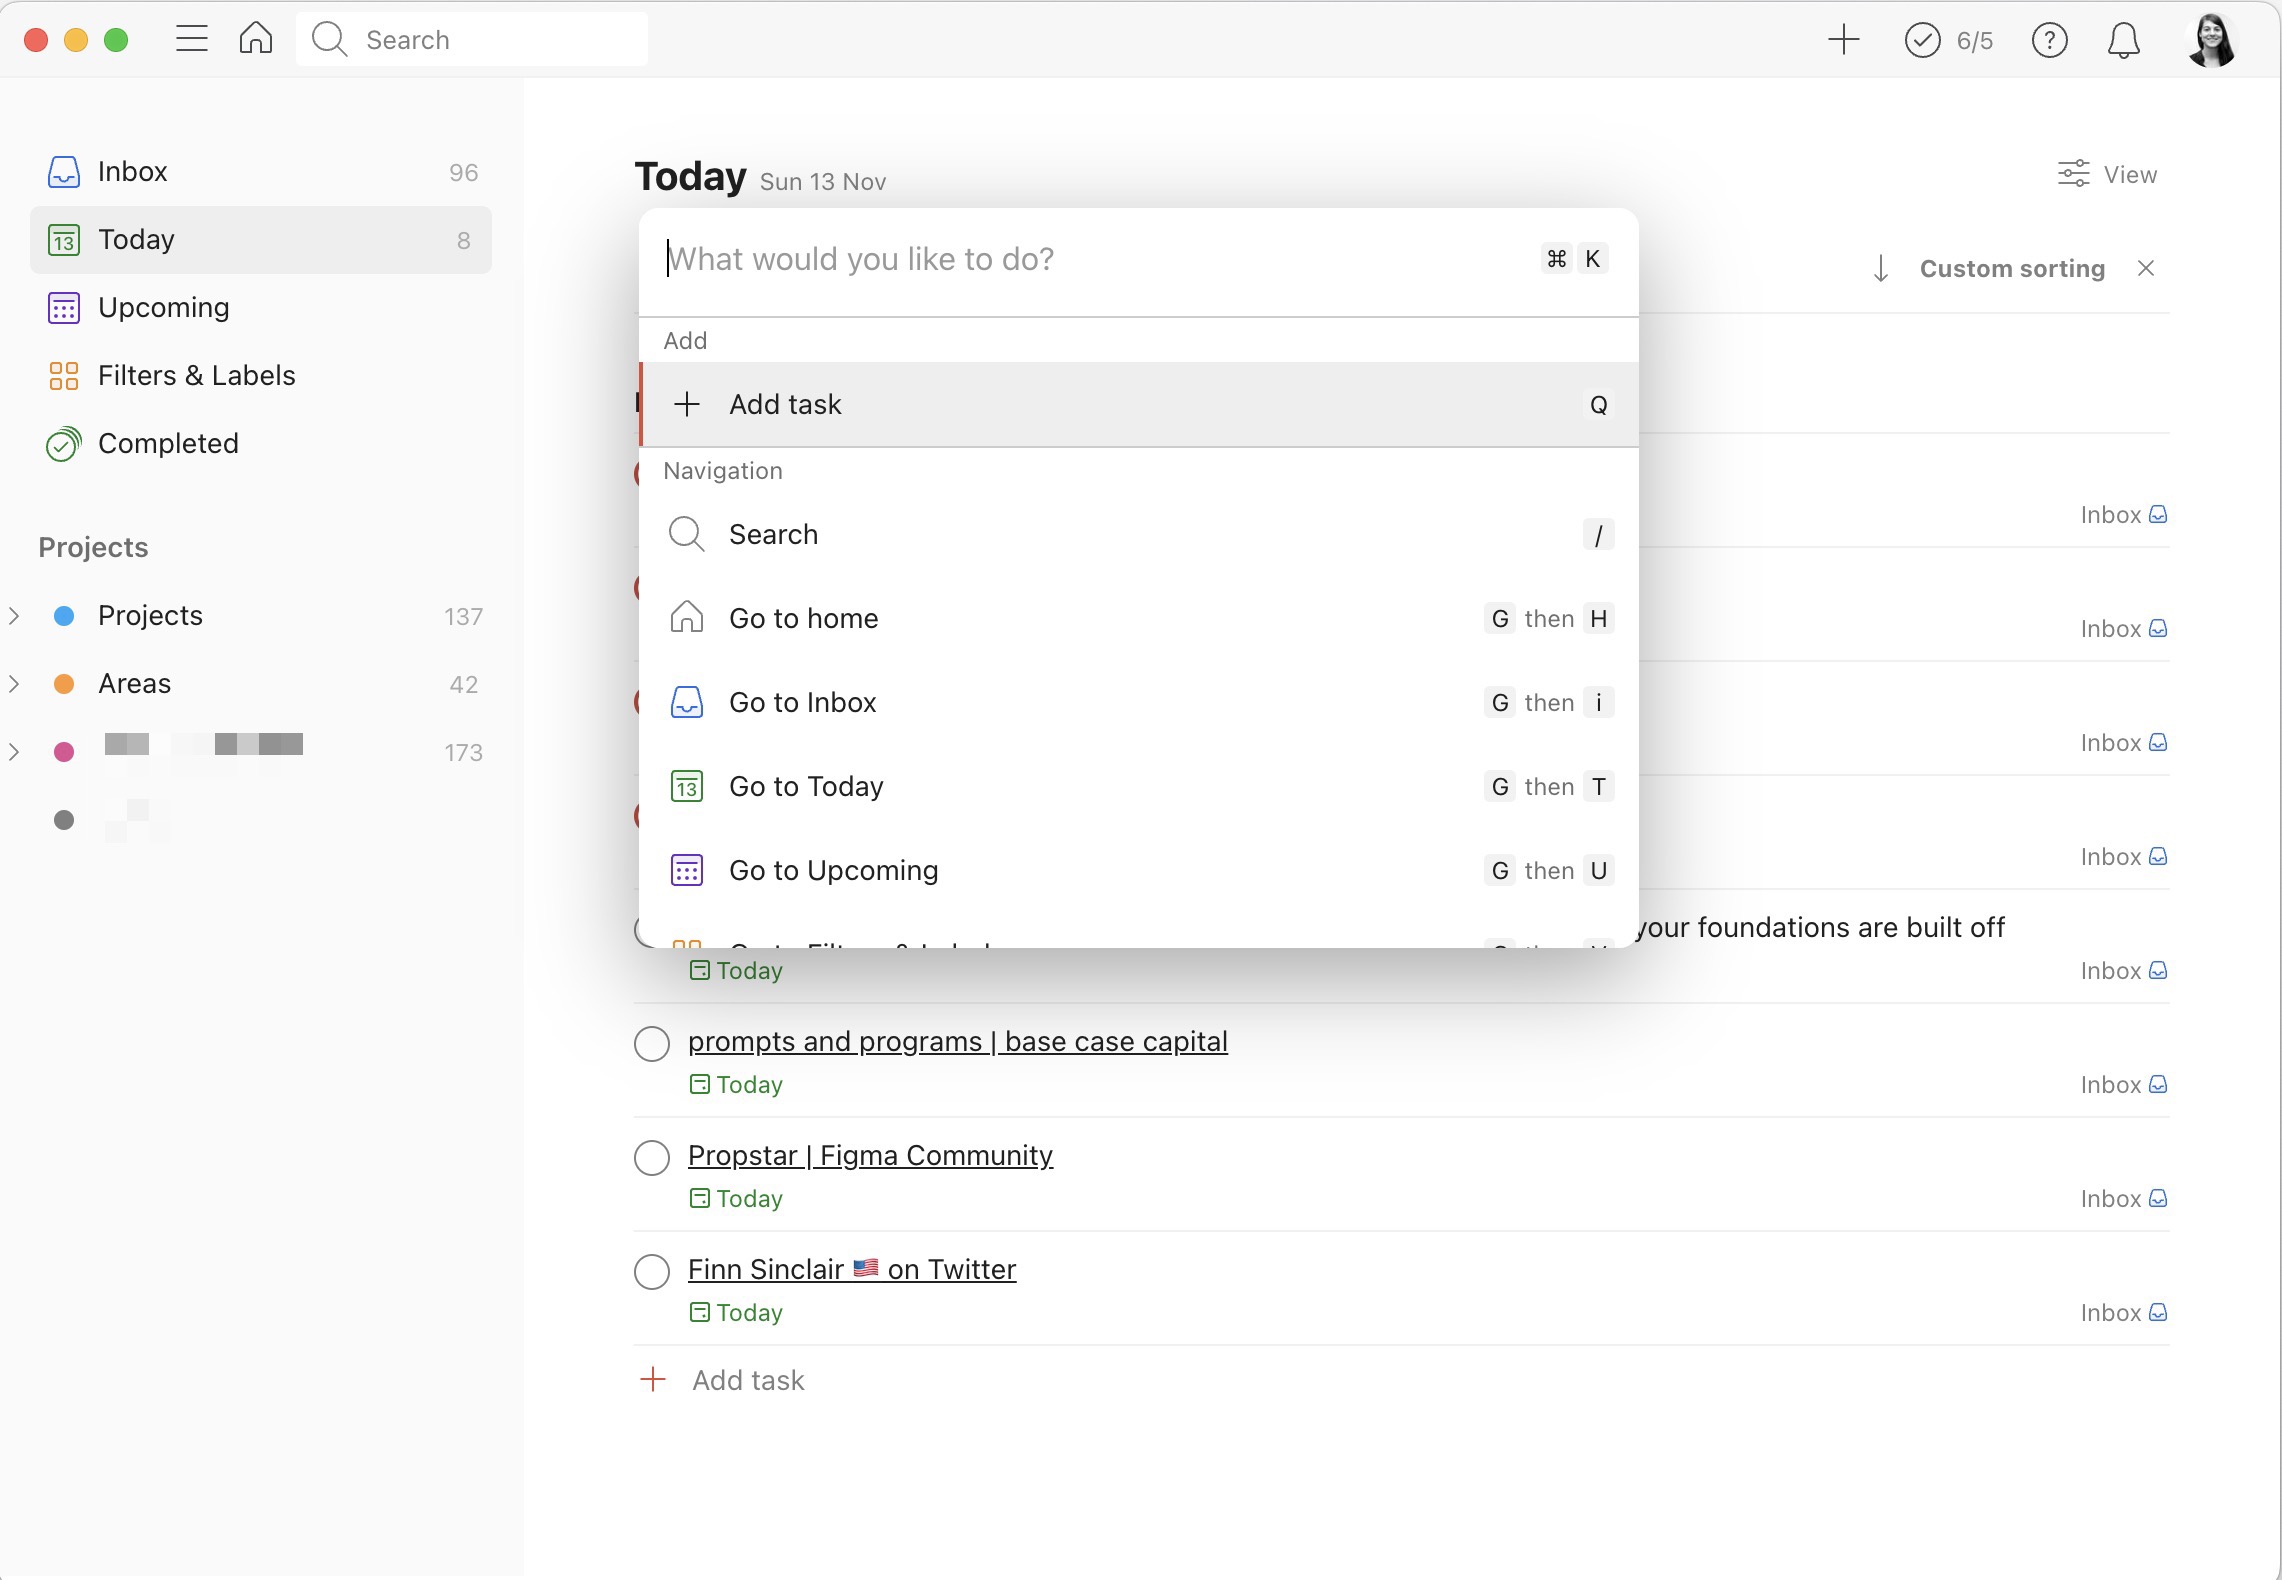 Search
6/5
Inbox 96
13 Today 8
Upcoming
Filters & Labels
Completed
Projects
Projects 137
Areas 42
173
Today Sun 13 Nov
View
Custom sorting
What would you like to do? ⌘ K
Add
Add task Q
Navigation
Search /
Go to home G then H
Go to Inbox G then i
13 Go to Today G then T
Go to Upcoming G then U
Inbox
Inbox
Inbox
Inbox
your foundations are built off
Today Inbox
prompts and programs | base case capital
Today Inbox
Propstar | Figma Community
Today Inbox
Finn Sinclair 🇺🇸 on Twitter
Today Inbox
Add task